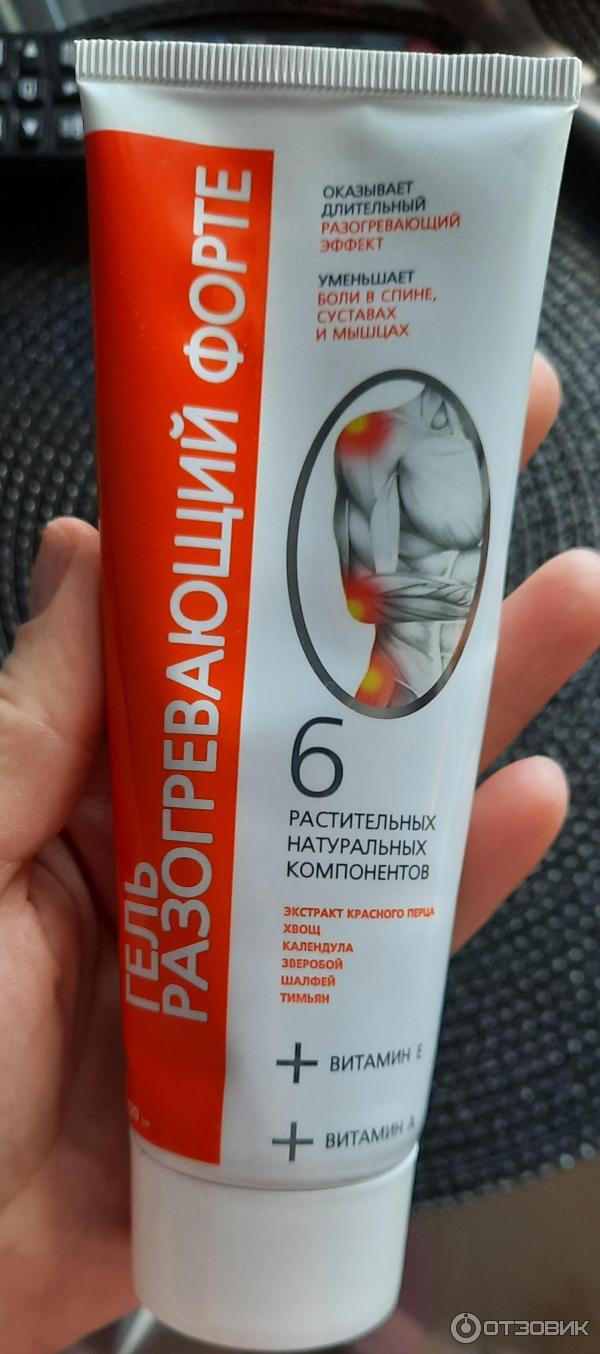 ГЕЛЬ
РАЗОГРЕВАЮЩИЙ ФОРТЕ
ОКАЗЫВАЕТ
ДЛИТЕЛЬНЫЙ
РАЗОГРЕВАЮЩИЙ
ЭФФЕКТ
УМЕНЬШАЕТ
БОЛИ В СПИНЕ,
СУСТАВАХ
И МЫШЦАХ
6
РАСТИТЕЛЬНЫХ
НАТУРАЛЬНЫХ
КОМПОНЕНТОВ
ЭКСТРАКТ КРАСНОГО ПЕРЦА
ХВОЩ
КАЛЕНДУЛА
ЗВЕРОБОЙ
ШАЛФЕЙ
ТИМЬЯН
+ ВИТАМИН Е
+ ВИТАМИН А
ОТЗОВИК